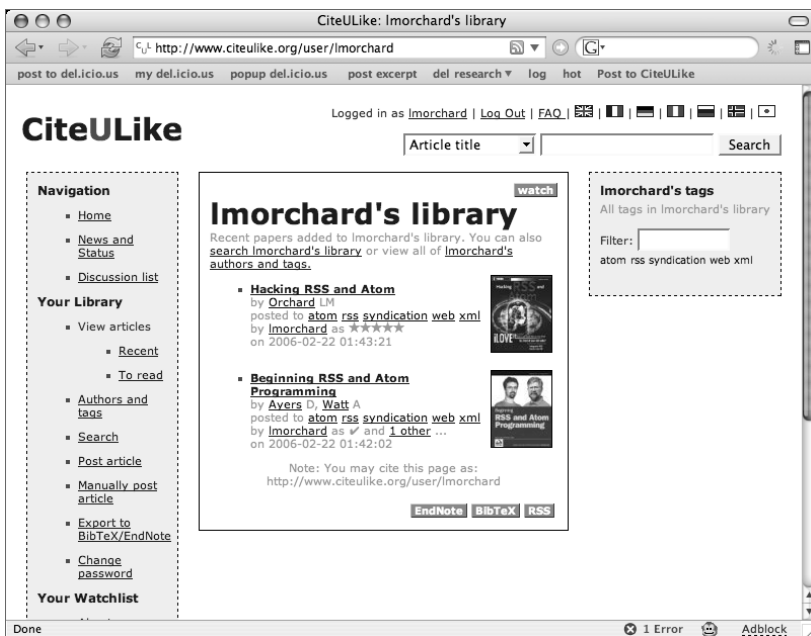 CiteULike: lmorchard's library
http://www.citeulike.org/user/lmorchard
post to del.icio.us my del.icio.us popup del.icio.us post excerpt del research ▾ log hot Post to CiteULike
Logged in as lmorchard | Log Out | FAQ |
CiteULike
Article title Search
Navigation
Home
News and
Status
Discussion list
Your Library
View articles
Recent
To read
Authors and
tags
Search
Post article
Manually post
article
Export to
BibTeX/EndNote
Change
password
Your Watchlist
watch
lmorchard's library
Recent papers added to lmorchard's library. You can also
search lmorchard's library or view all of lmorchard's
authors and tags.
Hacking RSS and Atom
by Orchard LM
posted to atom rss syndication web xml
by lmorchard as ★★★★★
on 2006-02-22 01:43:21
Hacking RSS
Beginning RSS and Atom
Programming
by Ayers D, Watt A
posted to atom rss syndication web xml
by lmorchard as ✔ and 1 other ...
on 2006-02-22 01:42:02
Beginning
RSS and Atom
Programming
Note: You may cite this page as:
http://www.citeulike.org/user/lmorchard
EndNote BibTeX RSS
lmorchard's tags
All tags in lmorchard's library
Filter:
atom rss syndication web xml
Done 1 Error Adblock